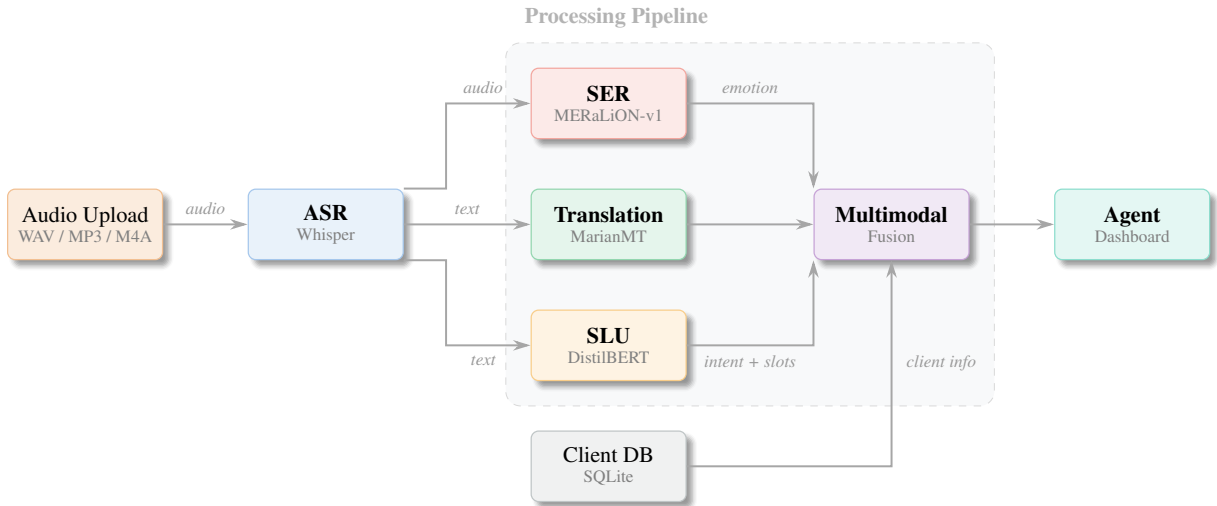 Processing Pipeline
audio
SER
MERaLiON-v1
emotion
Audio Upload
WAV / MP3 / M4A
audio
ASR
Whisper
text
Translation
MarianMT
Multimodal
Fusion
Agent
Dashboard
text
SLU
DistilBERT
intent + slots
client info
Client DB
SQLite